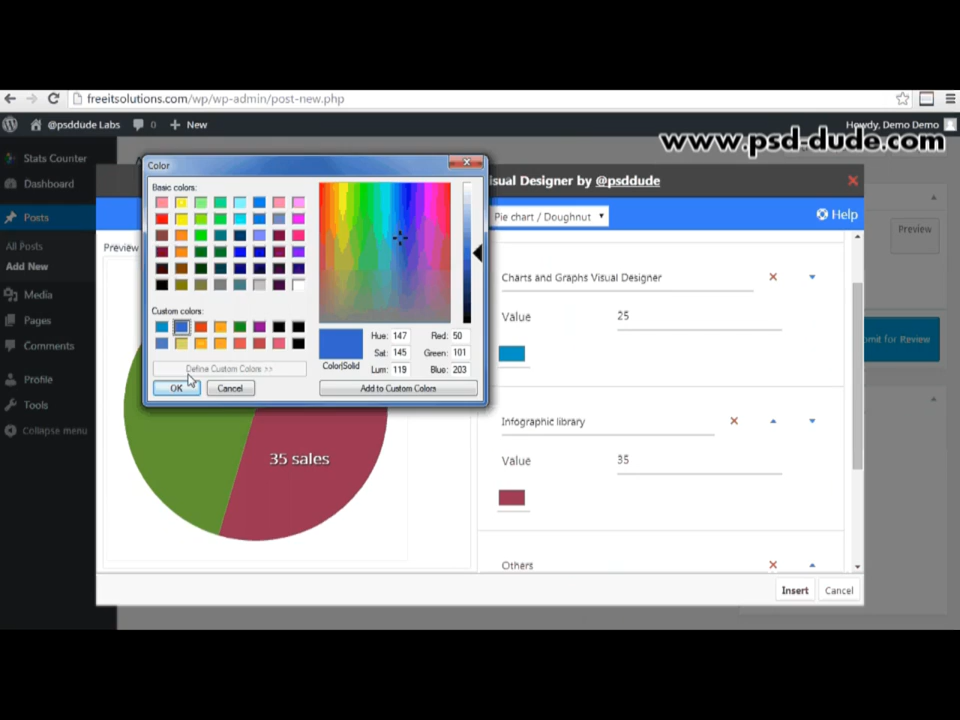 freeitsolutions.com/wp/wp-admin/post-new.php
@psddude Labs 0 + New
Howdy, Demo Demo
www.psd-dude.com
Stats Counter
Dashboard
Posts
All Posts
Add New
Media
Pages
Comments
Profile
Tools
Collapse menu
Color
Basic colors:
Custom colors:
Define Custom Colors >>
OK
Cancel
Color|Solid
Hue: 147
Sat: 145
Lum: 119
Red: 50
Green: 101
Blue: 203
Add to Custom Colors
isual Designer by @psddude
Pie chart / Doughnut
Help
Preview
35 sales
Charts and Graphs Visual Designer
Value 25
Infographic library
Value 35
Others
Insert
Cancel
Preview
mit for Review